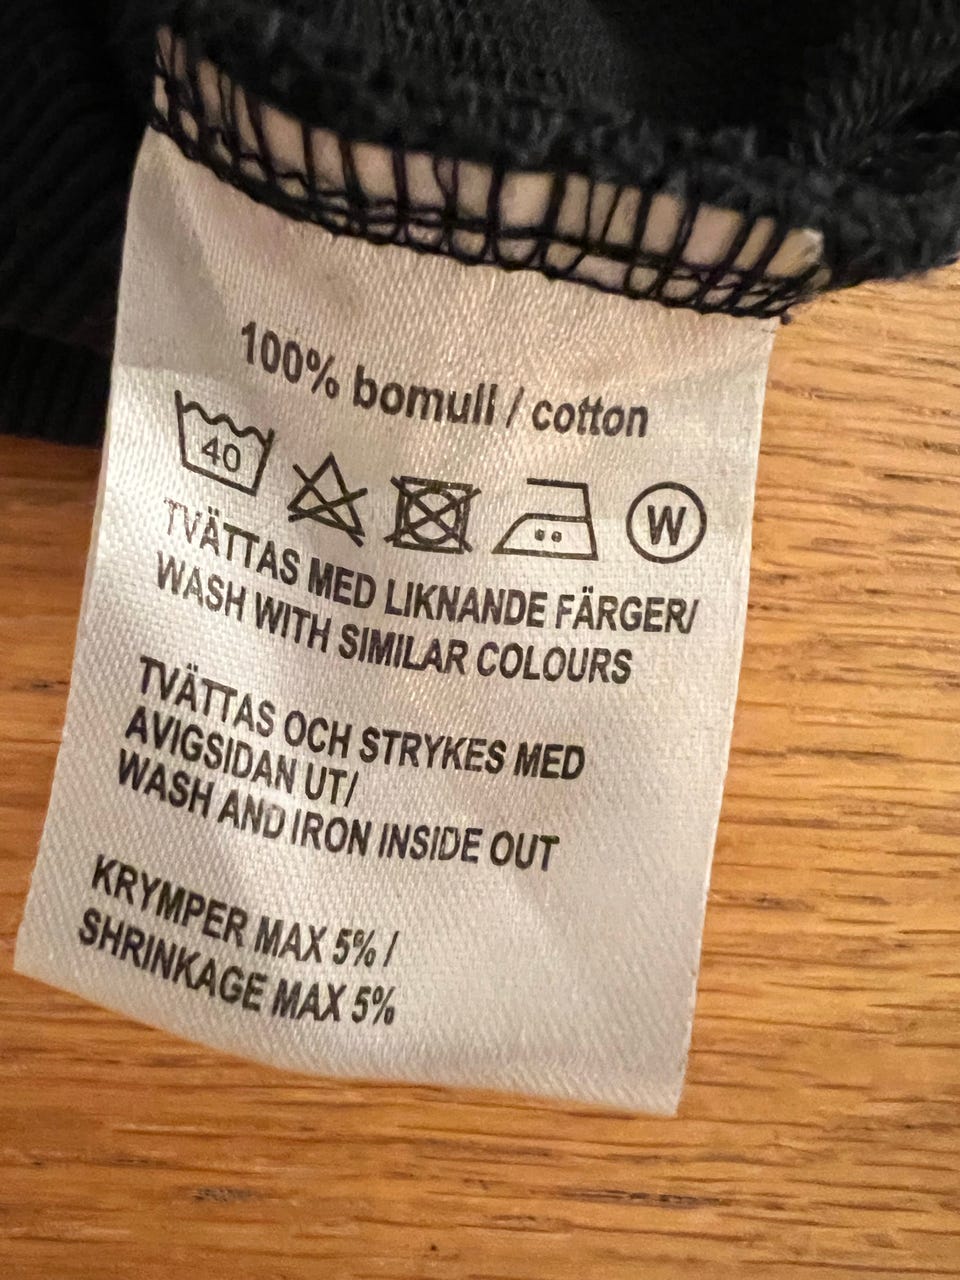 100% bomull / cotton
40 W
TVÄTTAS MED LIKNANDE FÄRGER/
WASH WITH SIMILAR COLOURS
TVÄTTAS OCH STRYKES MED
AVIGSIDAN UT/
WASH AND IRON INSIDE OUT
KRYMPER MAX 5% /
SHRINKAGE MAX 5%